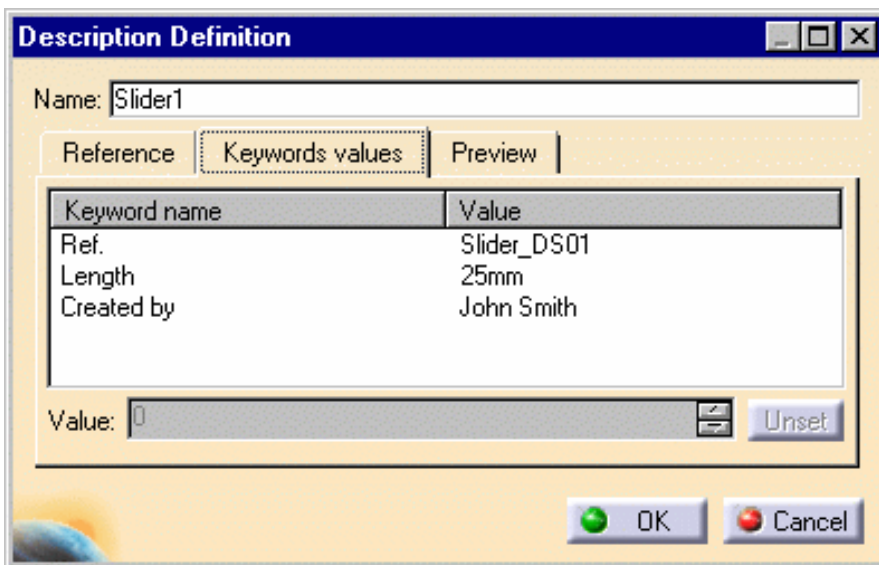 Description Definition
Name: Slider1
Reference Keywords values Preview
Keyword name Value
Ref. Slider_DS01
Length 25mm
Created by John Smith
Value: 0 Unset
OK Cancel